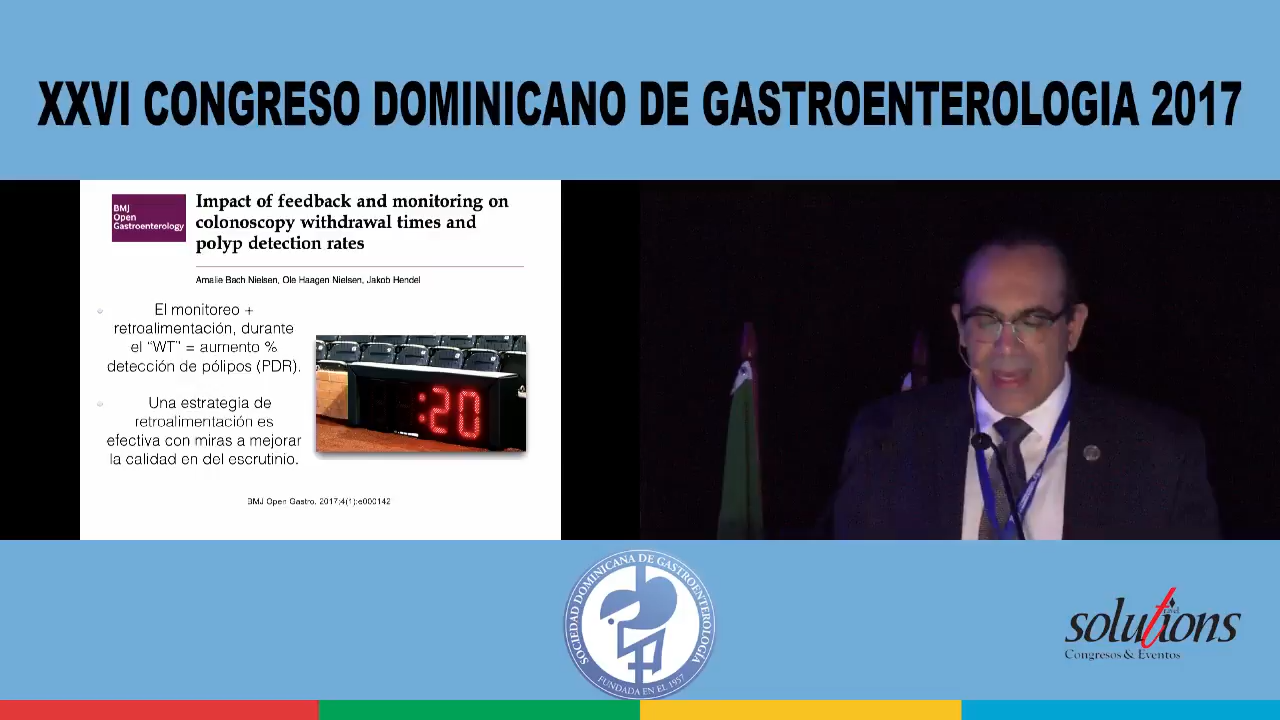 XXVI CONGRESO DOMINICANO DE GASTROENTEROLOGIA 2017
BMJ
Open
Gastroenterology
Impact of feedback and monitoring on
colonoscopy withdrawal times and
polyp detection rates
Amalie Bach Nielsen, Ole Haagen Nielsen, Jakob Hendel
El monitoreo +
retroalimentación, durante
el “WT” = aumento %
detección de pólipos (PDR).
Una estrategia de
retroalimentación es
efectiva con miras a mejorar
la calidad en del escrutinio.
:20
BMJ Open Gastro. 2017;4(1):e000142
SOCIEDAD DOMINICANA DE GASTROENTEROLOGÍA
FUNDADA EN EL 1957
solutions
travel
Congresos & Eventos